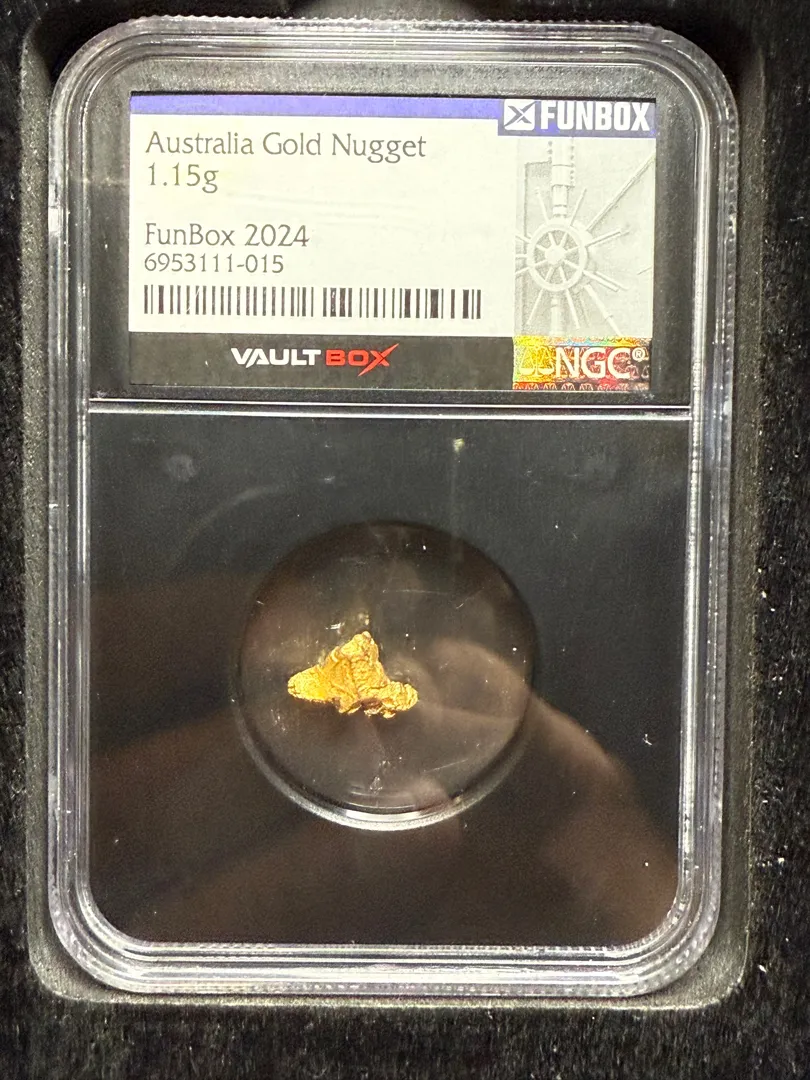 FUNBOX
Australia Gold Nugget
1.15g
FunBox 2024
6953111-015
VAULTBOX
NGC®